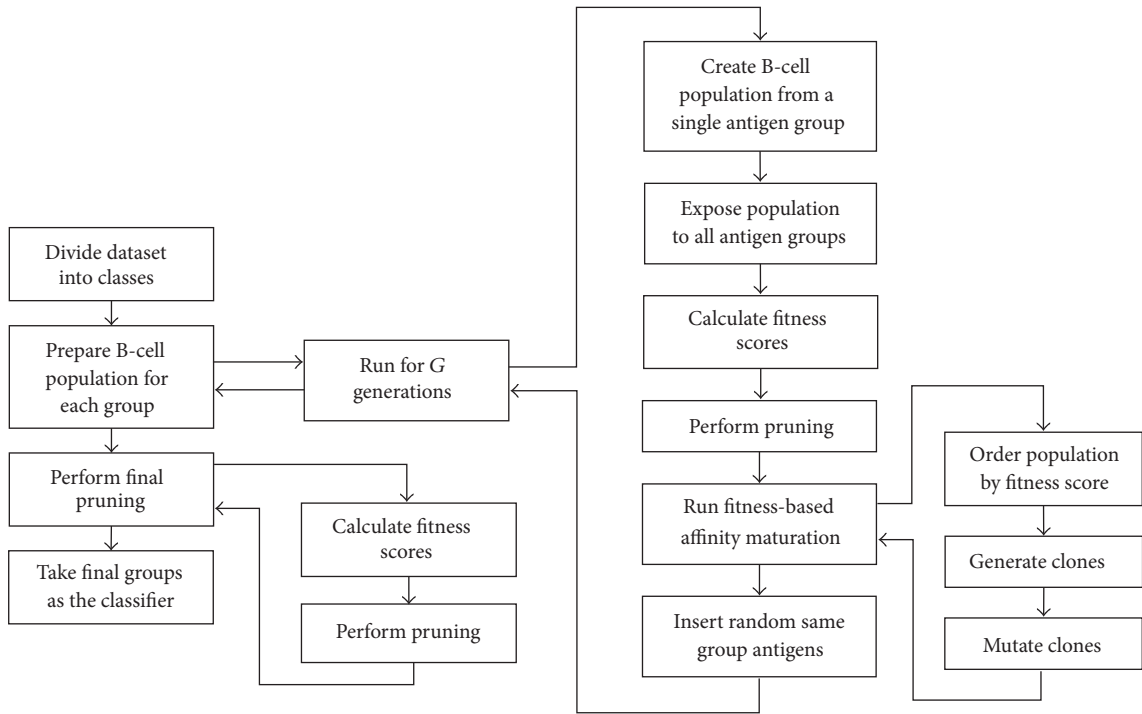 Divide dataset
into classes
Prepare B-cell
population for
each group
Perform final
pruning
Take final groups
as the classifier
Run for G
generations
Calculate fitness
scores
Perform pruning
Create B-cell
population from a
single antigen group
Expose population
to all antigen groups
Calculate fitness
scores
Perform pruning
Run fitness-based
affinity maturation
Insert random same
group antigens
Order population
by fitness score
Generate clones
Mutate clones